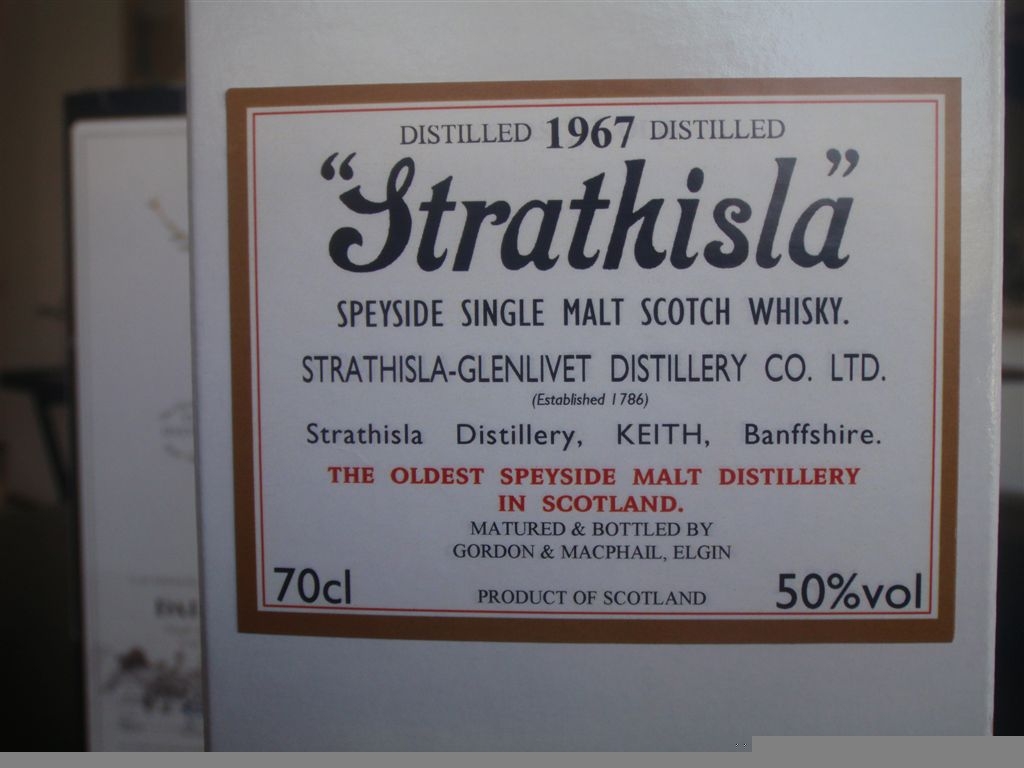 DISTILLED 1967 DISTILLED
"Strathisla"
SPEYSIDE SINGLE MALT SCOTCH WHISKY.
STRATHISLA-GLENLIVET DISTILLERY CO. LTD.
(Established 1786)
Strathisla Distillery, KEITH, Banffshire.
THE OLDEST SPEYSIDE MALT DISTILLERY
IN SCOTLAND.
MATURED & BOTTLED BY
GORDON & MACPHAIL, ELGIN
70cl PRODUCT OF SCOTLAND 50%vol